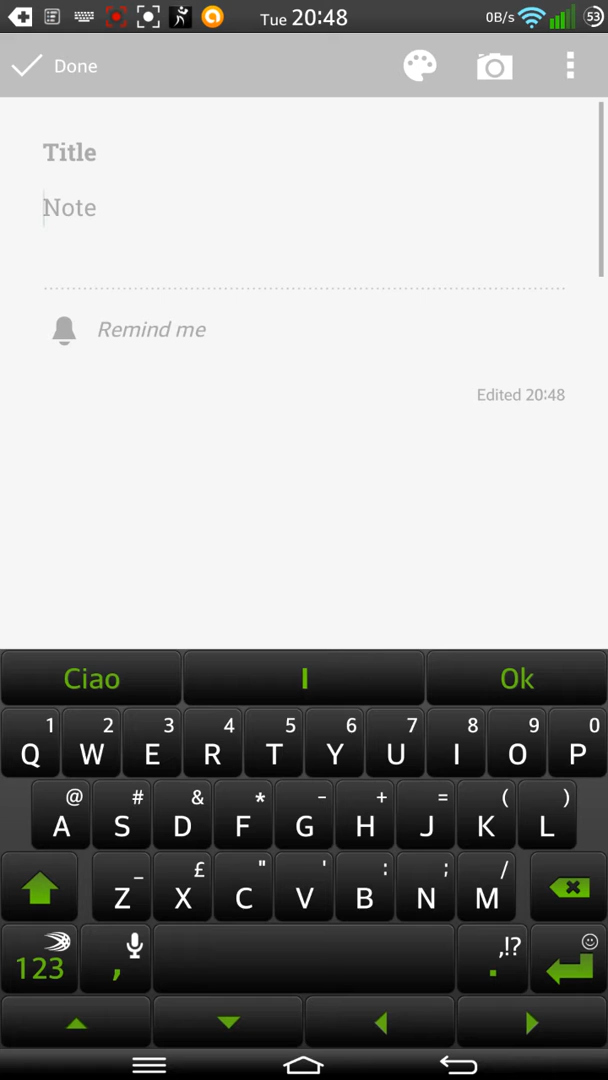 Tue 20:48 0B/s 53
Done
Title
Note
Remind me
Edited 20:48
Ciao I Ok
1 2 3 4 5 6 7 8 9 0
Q W E R T Y U I O P
@ # & * - + = ( )
A S D F G H J K L
_ £ " ' : ; /
Z X C V B N M
123 , ,!? .